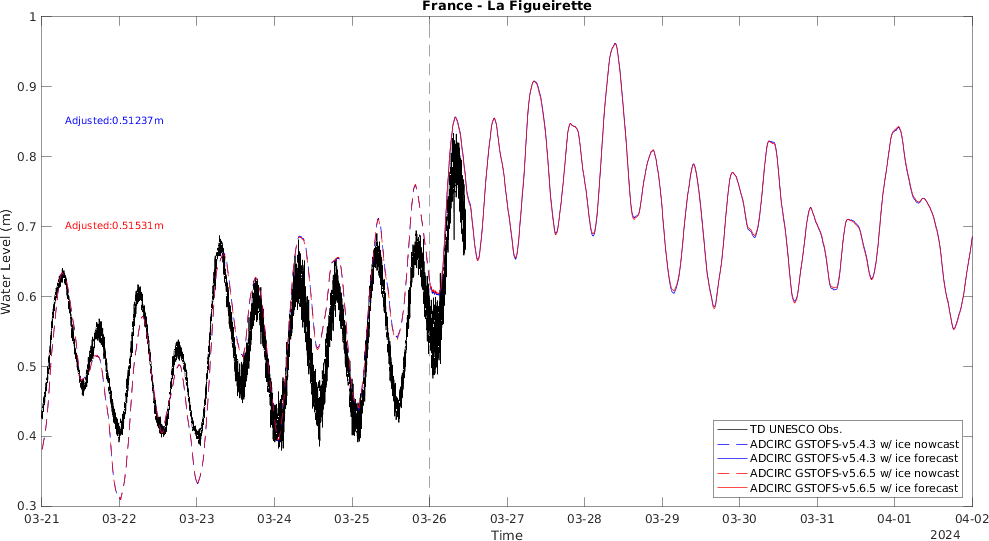 France - La Figueirette
1
0.9
0.8
0.7
0.6
0.5
0.4
0.3
Water Level (m)
Adjusted:0.51237m
Adjusted:0.51531m
TD UNESCO Obs.
ADCIRC GSTOFS-v5.4.3 w/ ice nowcast
ADCIRC GSTOFS-v5.4.3 w/ ice forecast
ADCIRC GSTOFS-v5.6.5 w/ ice nowcast
ADCIRC GSTOFS-v5.6.5 w/ ice forecast
03-21 03-22 03-23 03-24 03-25 03-26 03-27 03-28 03-29 03-30 03-31 04-01 04-02
Time
2024